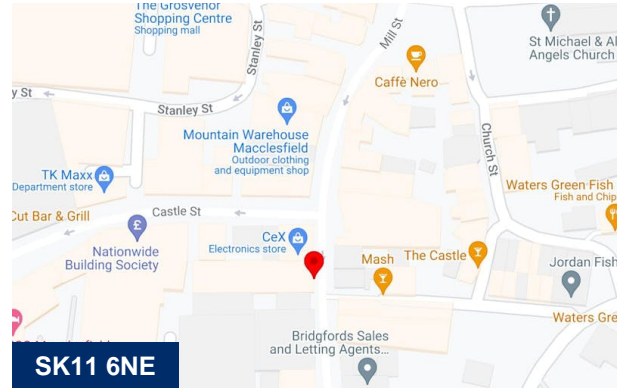 The Grosvenor
Shopping Centre
Shopping mall
Stanley St
Mill St
St Michael & Al
Angels Church
Caffè Nero
y St
Stanley St
Mountain Warehouse
Macclesfield
Outdoor clothing
and equipment shop
Church St
TK Maxx
Department store
Waters Green Fish
Fish and Chip
Cut Bar & Grill
Castle St
CeX
Electronics store
Nationwide
Building Society
Mash
The Castle
Jordan Fish
Waters Gre
Bridgfords Sales
and Letting Agents...
SK11 6NE